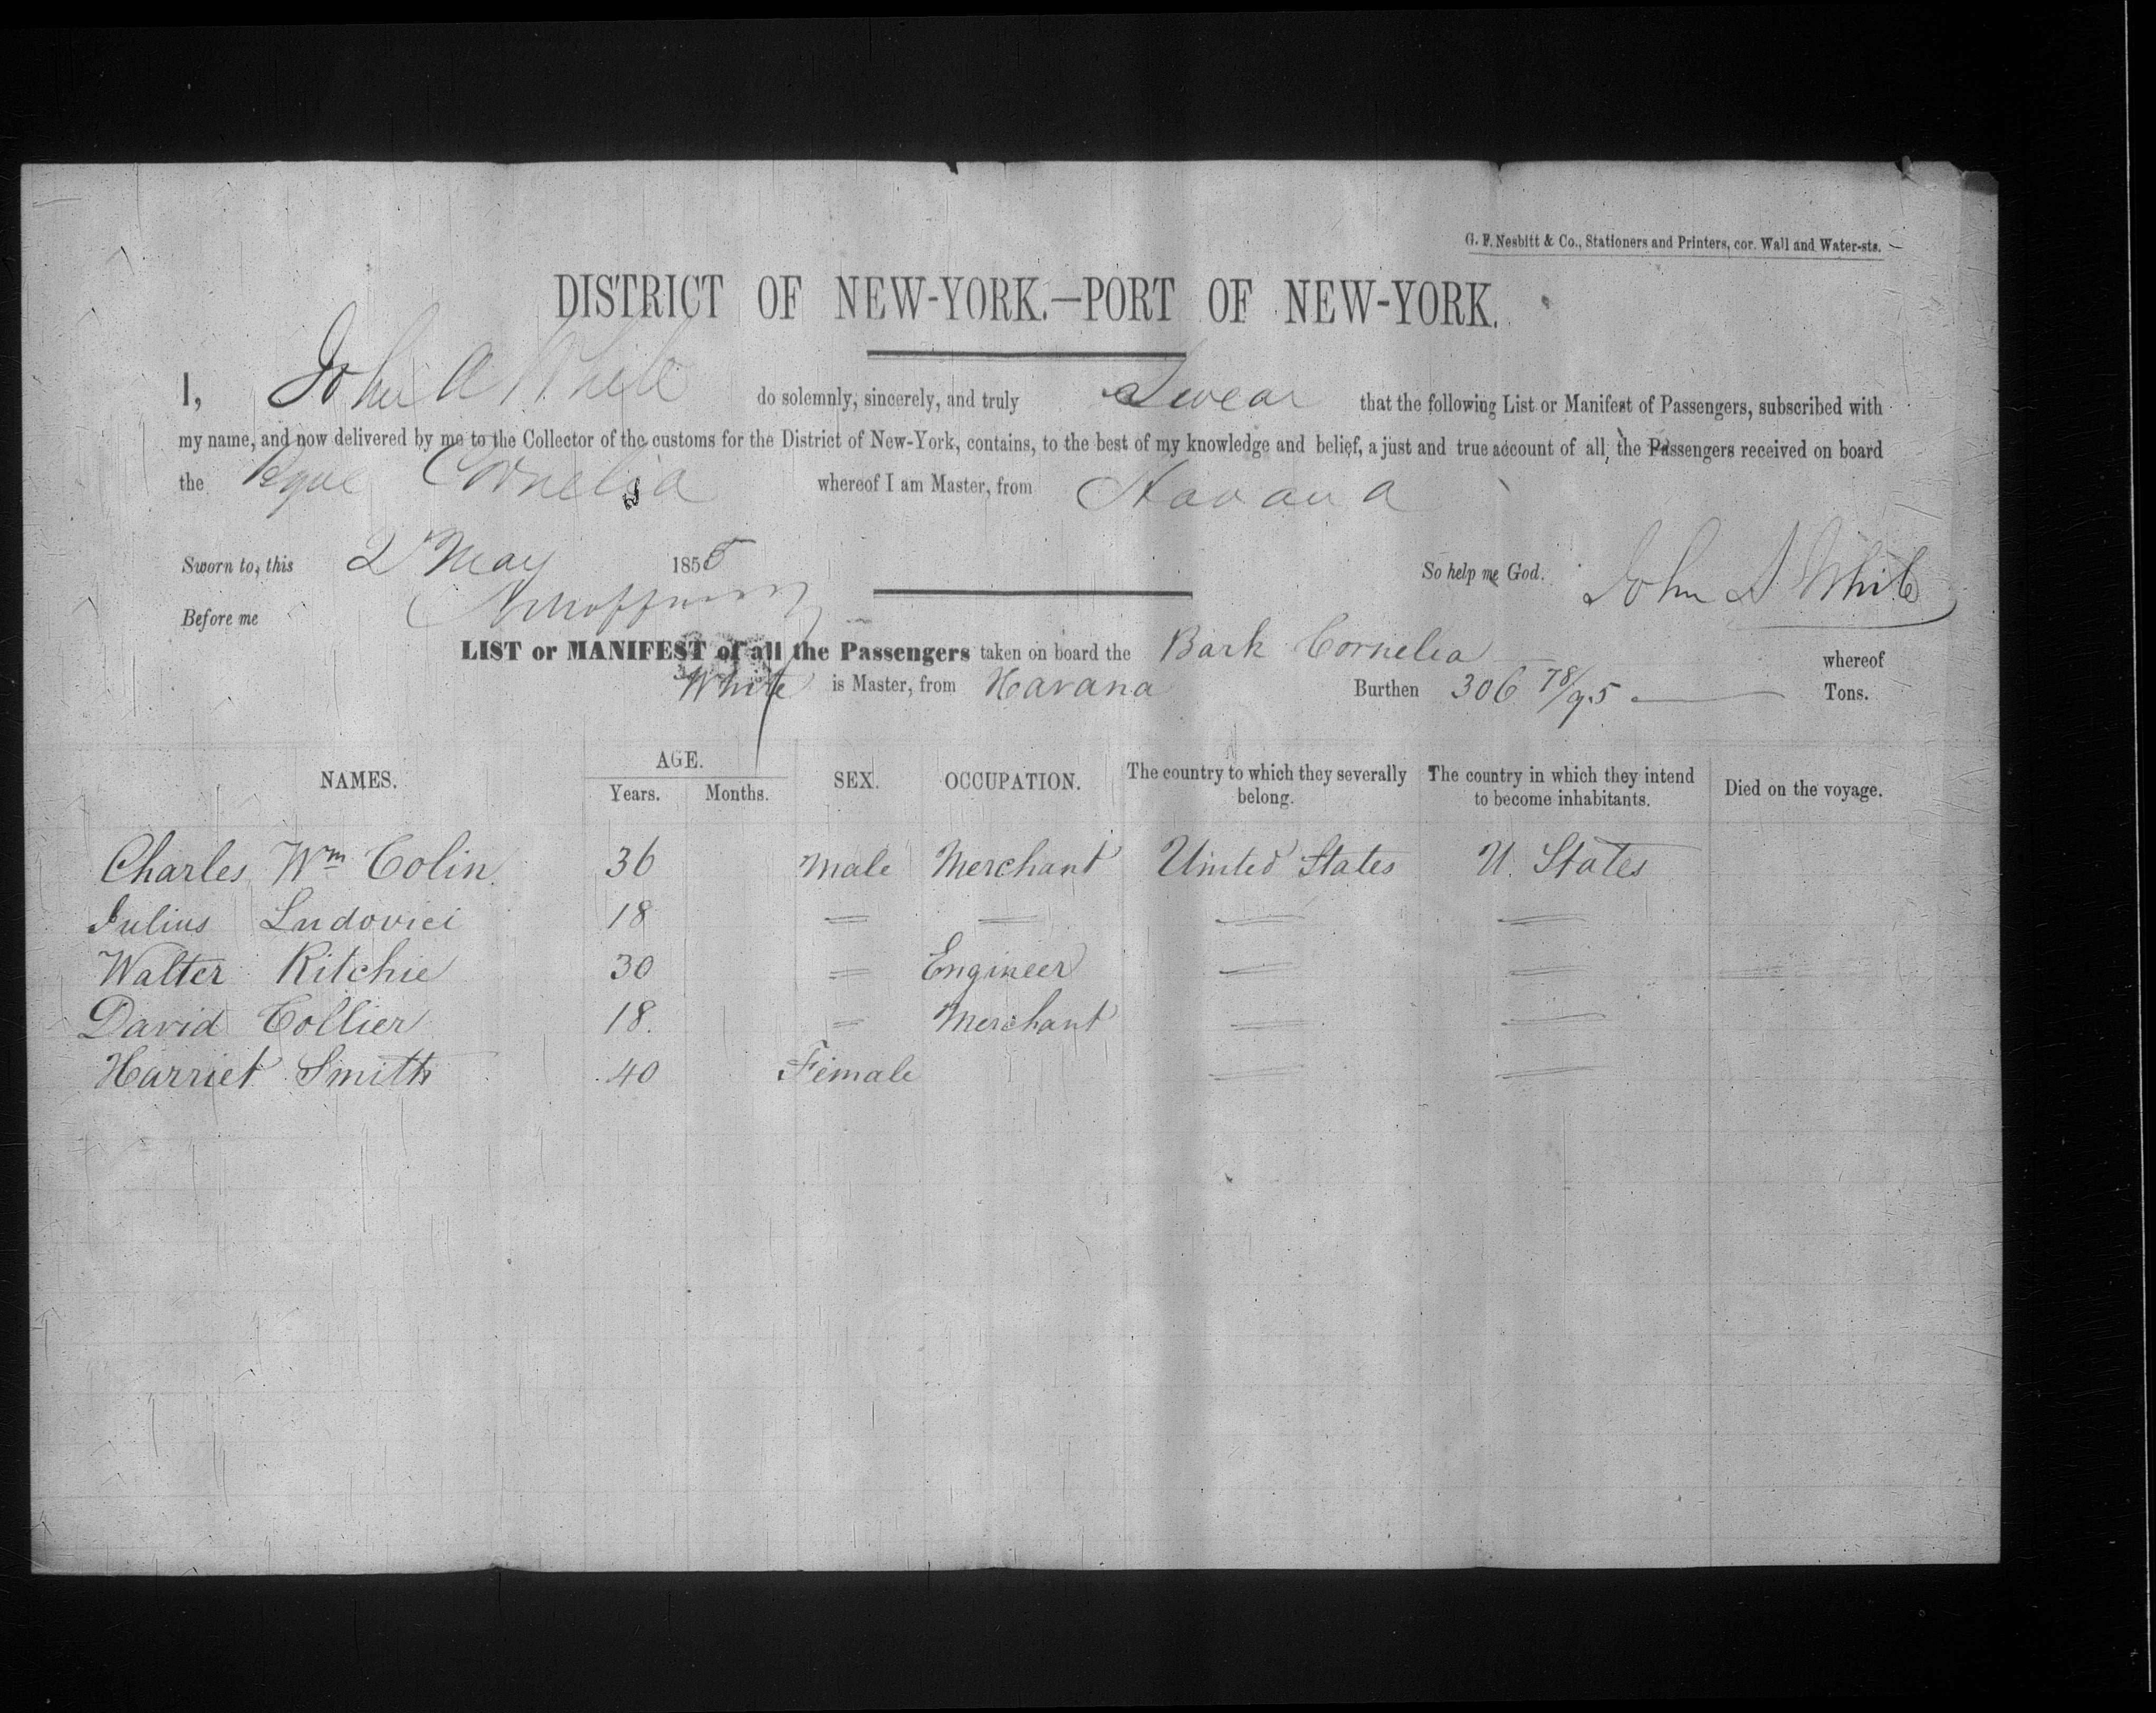 G. F. Nesbitt & Co., Stationers and Printers, cor. Wall and Water-sts.
DISTRICT OF NEW-YORK.—PORT OF NEW-YORK.
I, John A White do solemnly, sincerely, and truly Swear that the following List or Manifest of Passengers, subscribed with
my name, and now delivered by me to the Collector of the customs for the District of New-York, contains, to the best of my knowledge and belief, a just and true account of all, the Passengers received on board
the Bque Cornelia whereof I am Master, from Havana
Sworn to, this 2 May 1855 So help me God. John A White
Before me
LIST or MANIFEST of all the Passengers taken on board the Bark Cornelia whereof
White is Master, from Havana Burthen 306 78/95 Tons.
NAMES. AGE. SEX. OCCUPATION. The country to which they severally belong. The country in which they intend to become inhabitants. Died on the voyage.
Years. Months.
Charles Wm Colin 36 Male Merchant United States U. States
Julius Ludovici 18 = = = =
Walter Ritchie 30 = Engineer = =
David Collier 18. = Merchant = =
Harriet Smith 40 Female = =